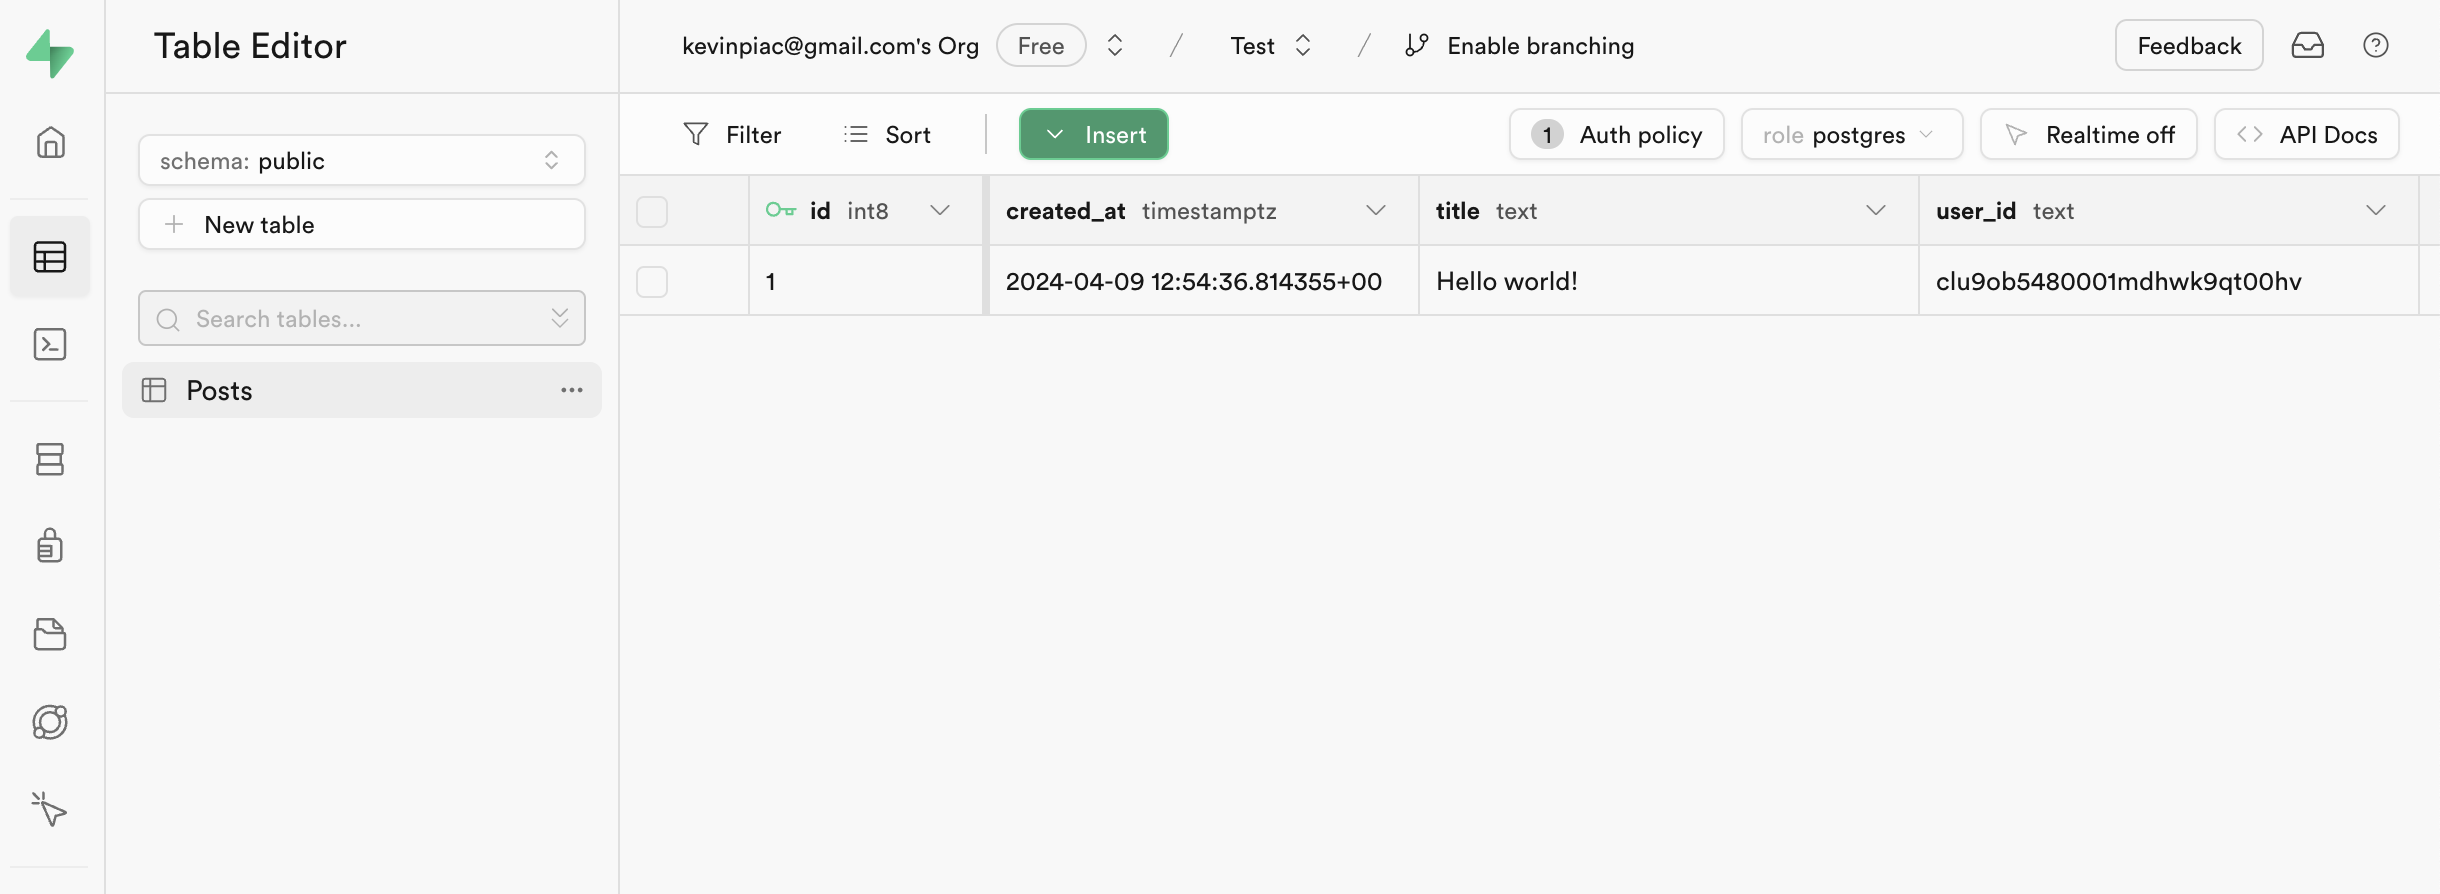 Table Editor
kevinpiac@gmail.com's Org Free / Test / Enable branching Feedback
schema: public
New table
Search tables...
Posts
Filter Sort Insert 1 Auth policy role postgres Realtime off API Docs
id int8 created_at timestamptz title text user_id text
1 2024-04-09 12:54:36.814355+00 Hello world! clu9ob5480001mdhwk9qt00hv